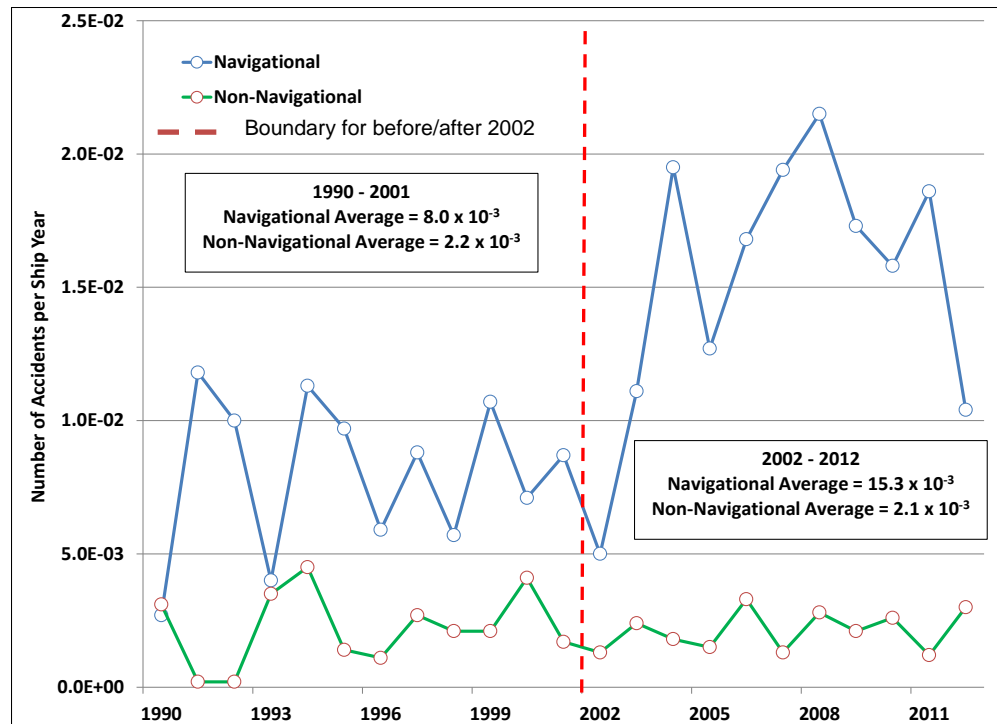 2.5E-02
Navigational
Non-Navigational
Boundary for before/after 2002
2.0E-02
1990 - 2001
Navigational Average = 8.0 x 10⁻³
Non-Navigational Average = 2.2 x 10⁻³
Number of Accidents per Ship Year
1.5E-02
1.0E-02
2002 - 2012
Navigational Average = 15.3 x 10⁻³
Non-Navigational Average = 2.1 x 10⁻³
5.0E-03
0.0E+00
1990 1993 1996 1999 2002 2005 2008 2011